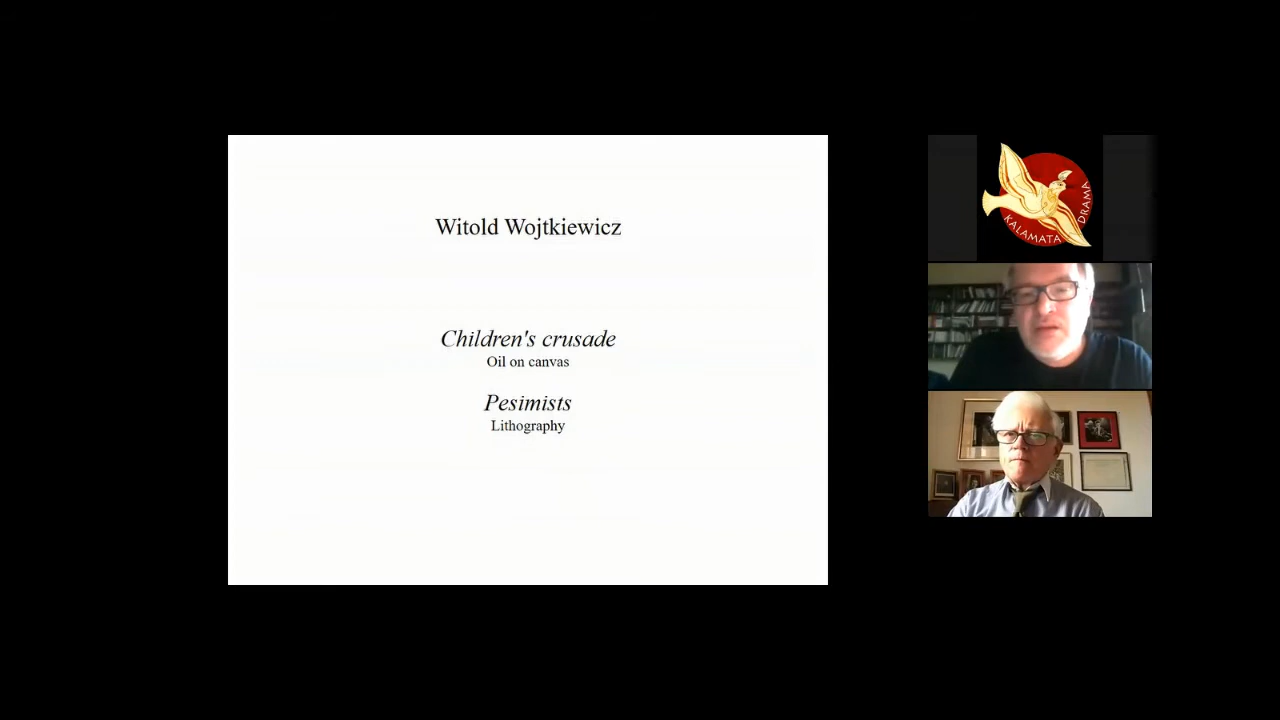 Witold Wojtkiewicz
Children's crusade
Oil on canvas
Pesimists
Lithography
KALAMATA DRAMA